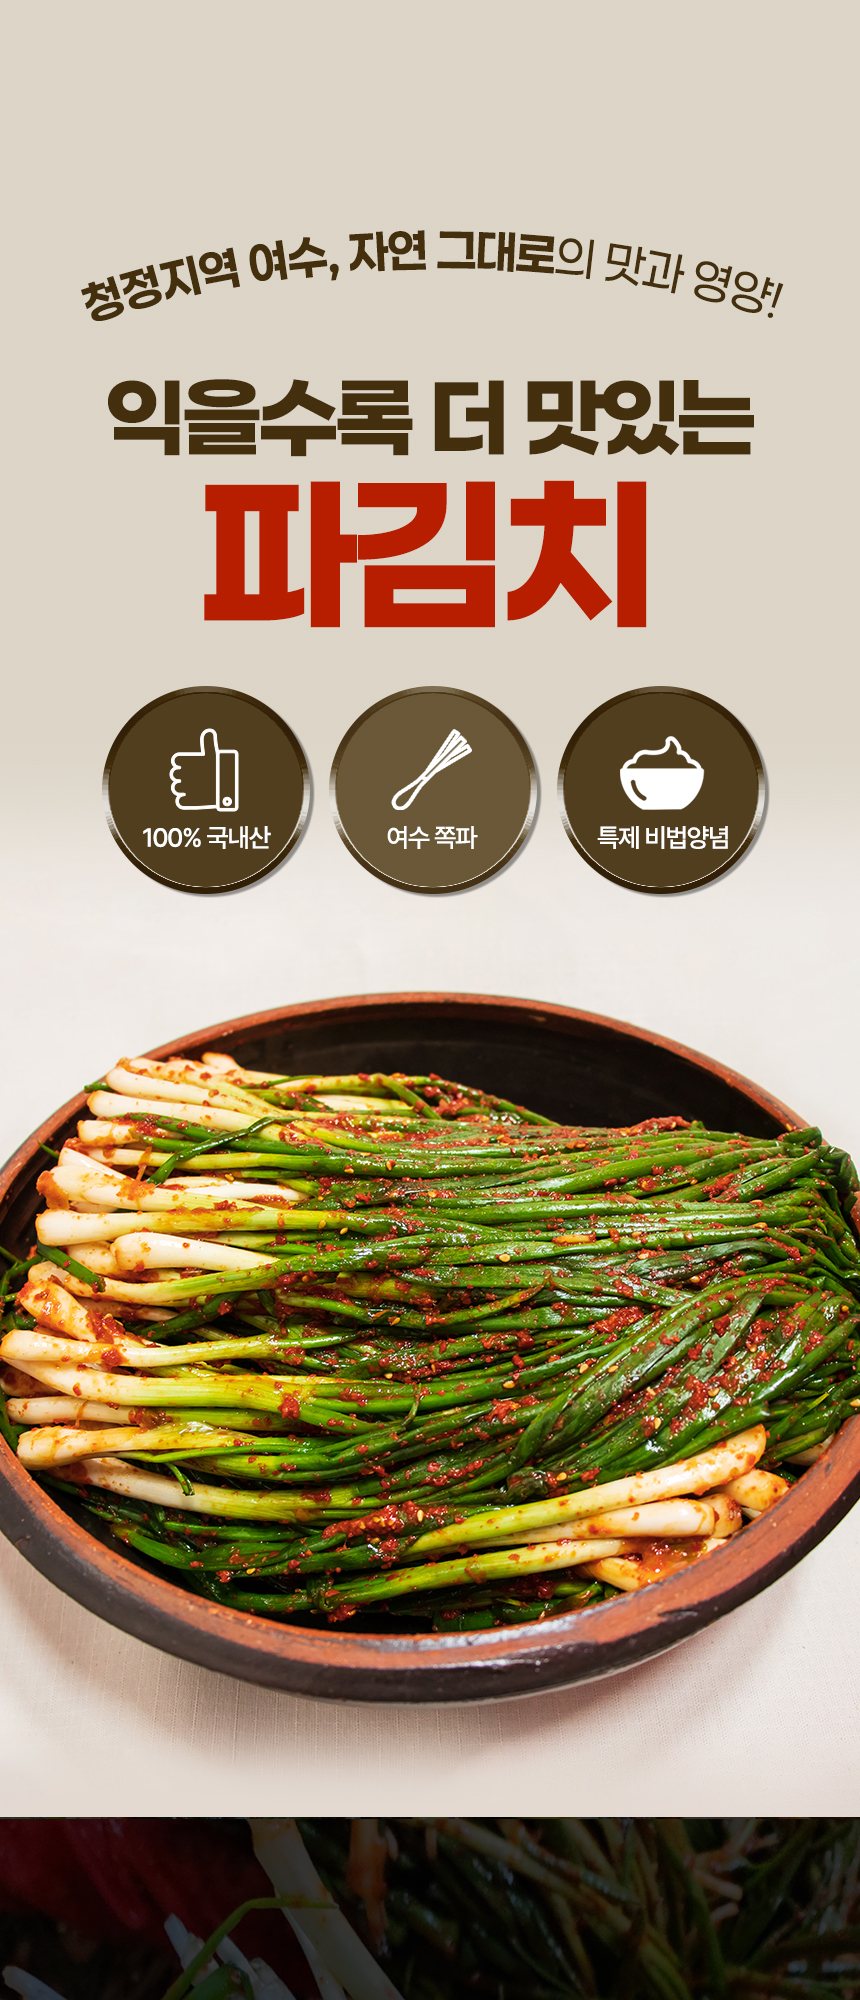 청정지역 여수, 자연 그대로의 맛과 영양!
익을수록 더 맛있는
파김치
100% 국내산
여수 쪽파
특제 비법양념